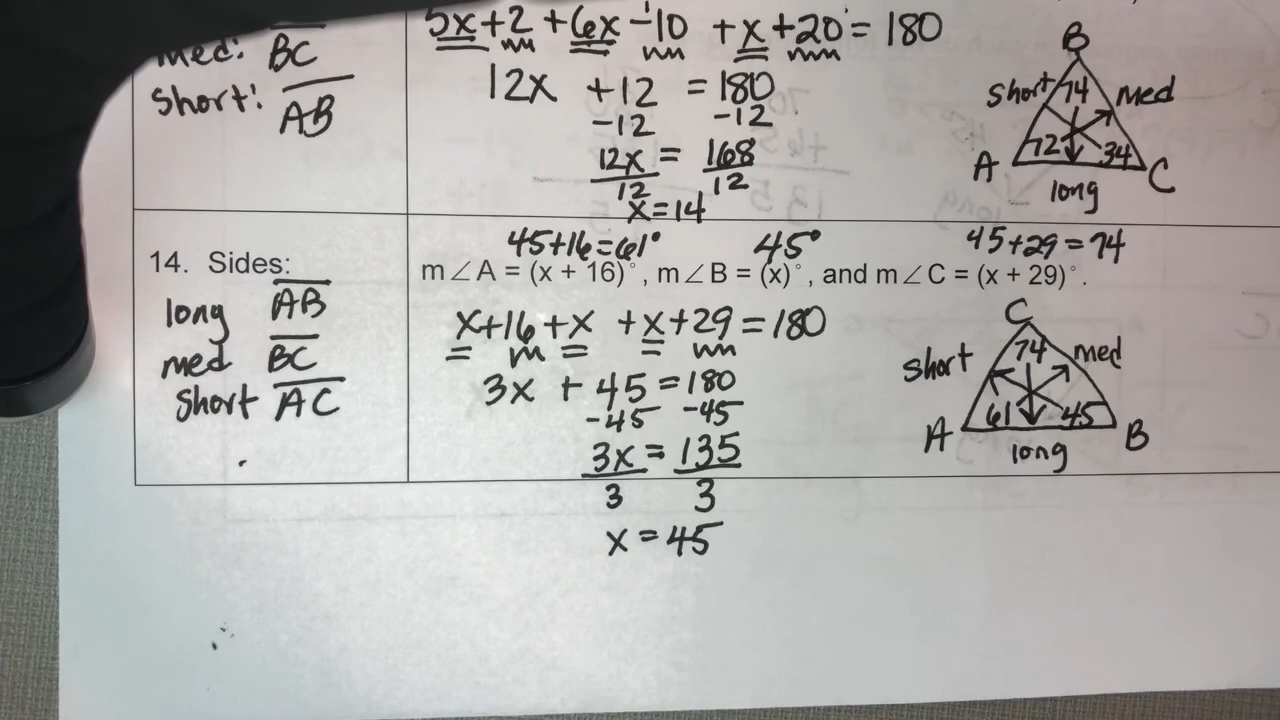 5x+2+6x-10+x+20=180
med: BC
short: AB
12x+12=180
-12 -12
12x=168
12 12
x=14
B
short 74 med
72 34
A C
long
45+16=61° 45° 45+29=74
14. Sides: m∠A = (x + 16)°, m∠B = (x)°, and m∠C = (x + 29)°.
long AB
med BC
short AC
x+16+x+x+29=180
3x+45=180
-45 -45
3x=135
3 3
x=45
C
short 74 med
61 45
A B
long